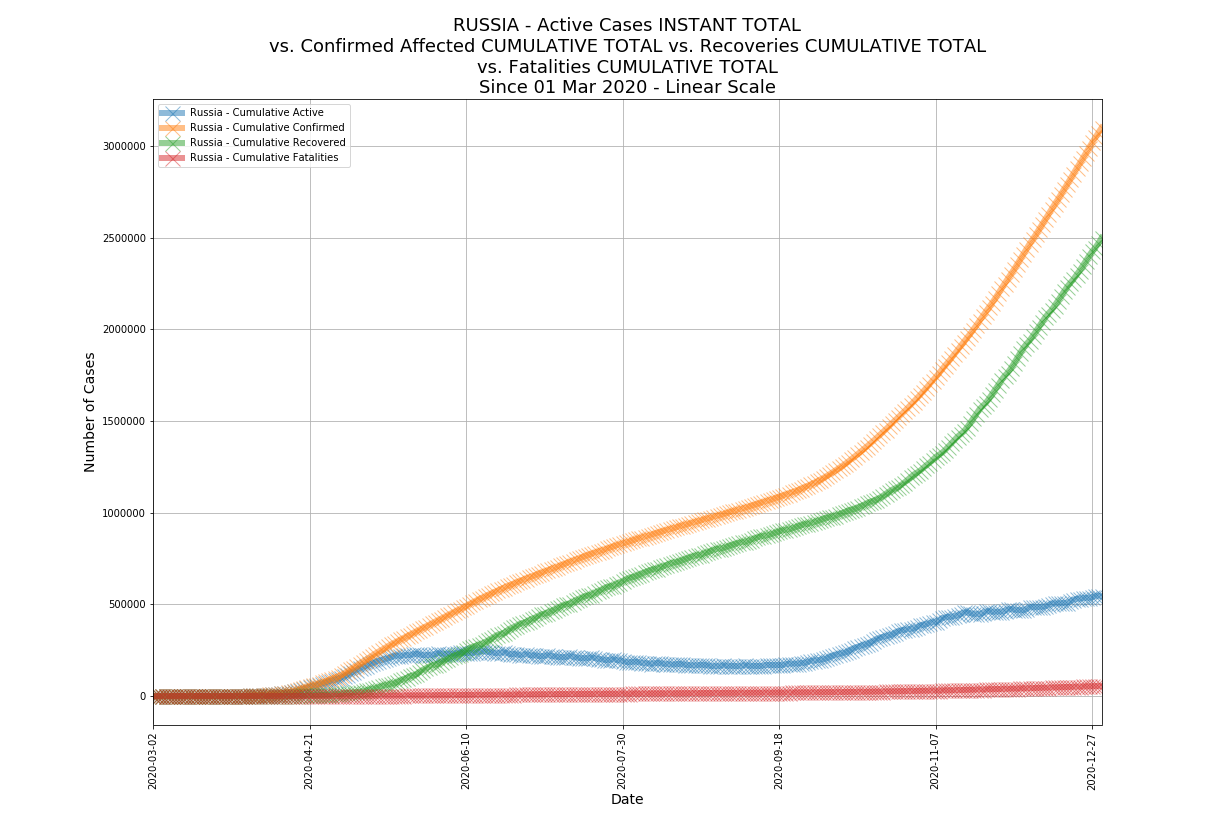 RUSSIA - Active Cases INSTANT TOTAL
vs. Confirmed Affected CUMULATIVE TOTAL vs. Recoveries CUMULATIVE TOTAL
vs. Fatalities CUMULATIVE TOTAL
Since 01 Mar 2020 - Linear Scale
Russia - Cumulative Active
Russia - Cumulative Confirmed
Russia - Cumulative Recovered
Russia - Cumulative Fatalities
Number of Cases
3000000
2500000
2000000
1500000
1000000
500000
0
2020-03-02
2020-04-21
2020-06-10
2020-07-30
2020-09-18
2020-11-07
2020-12-27
Date